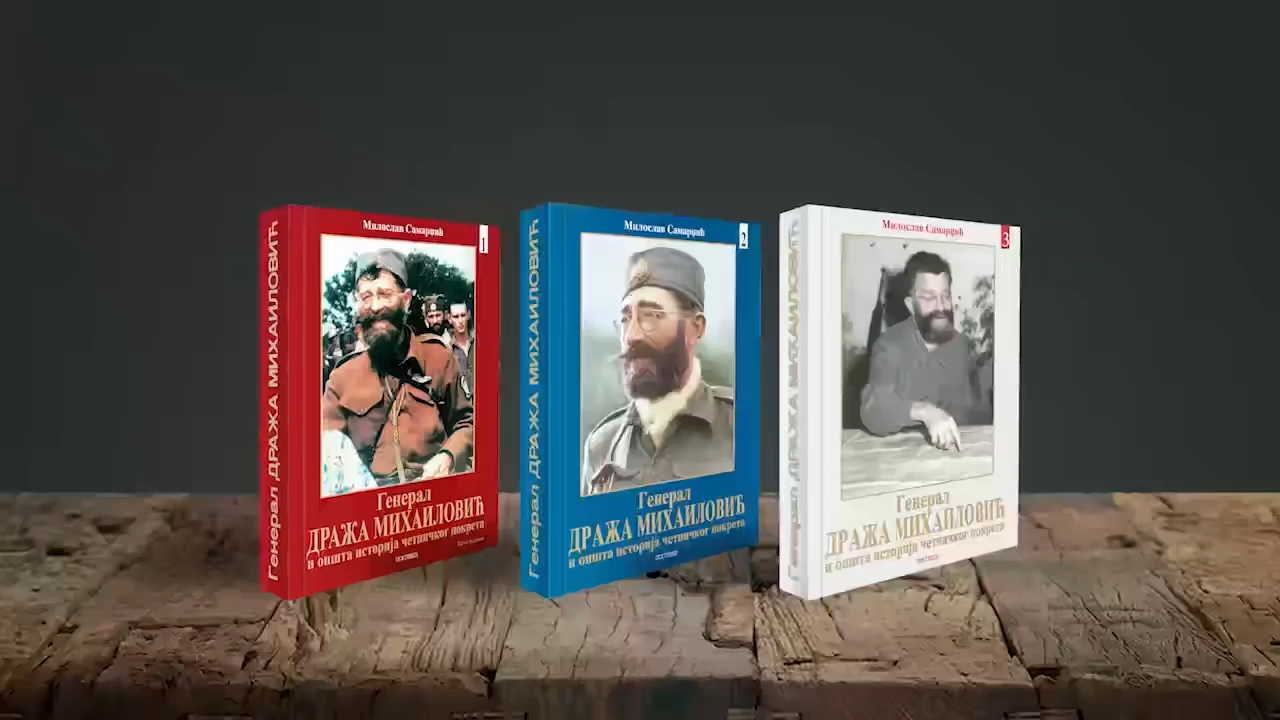 Генерал ДРАЖА МИХАИЛОВИЋ
Милослав Самарџић
1
Генерал
ДРАЖА МИХАИЛОВИЋ
и општа историја четничког покрета
Генерал ДРАЖА МИХАИЛОВИЋ
Милослав Самарџић
2
Генерал
ДРАЖА МИХАИЛОВИЋ
и општа историја четничког покрета
Генерал ДРАЖА МИХАИЛОВИЋ
Милослав Самарџић
3
Генерал
ДРАЖА МИХАИЛОВИЋ
и општа историја четничког покрета